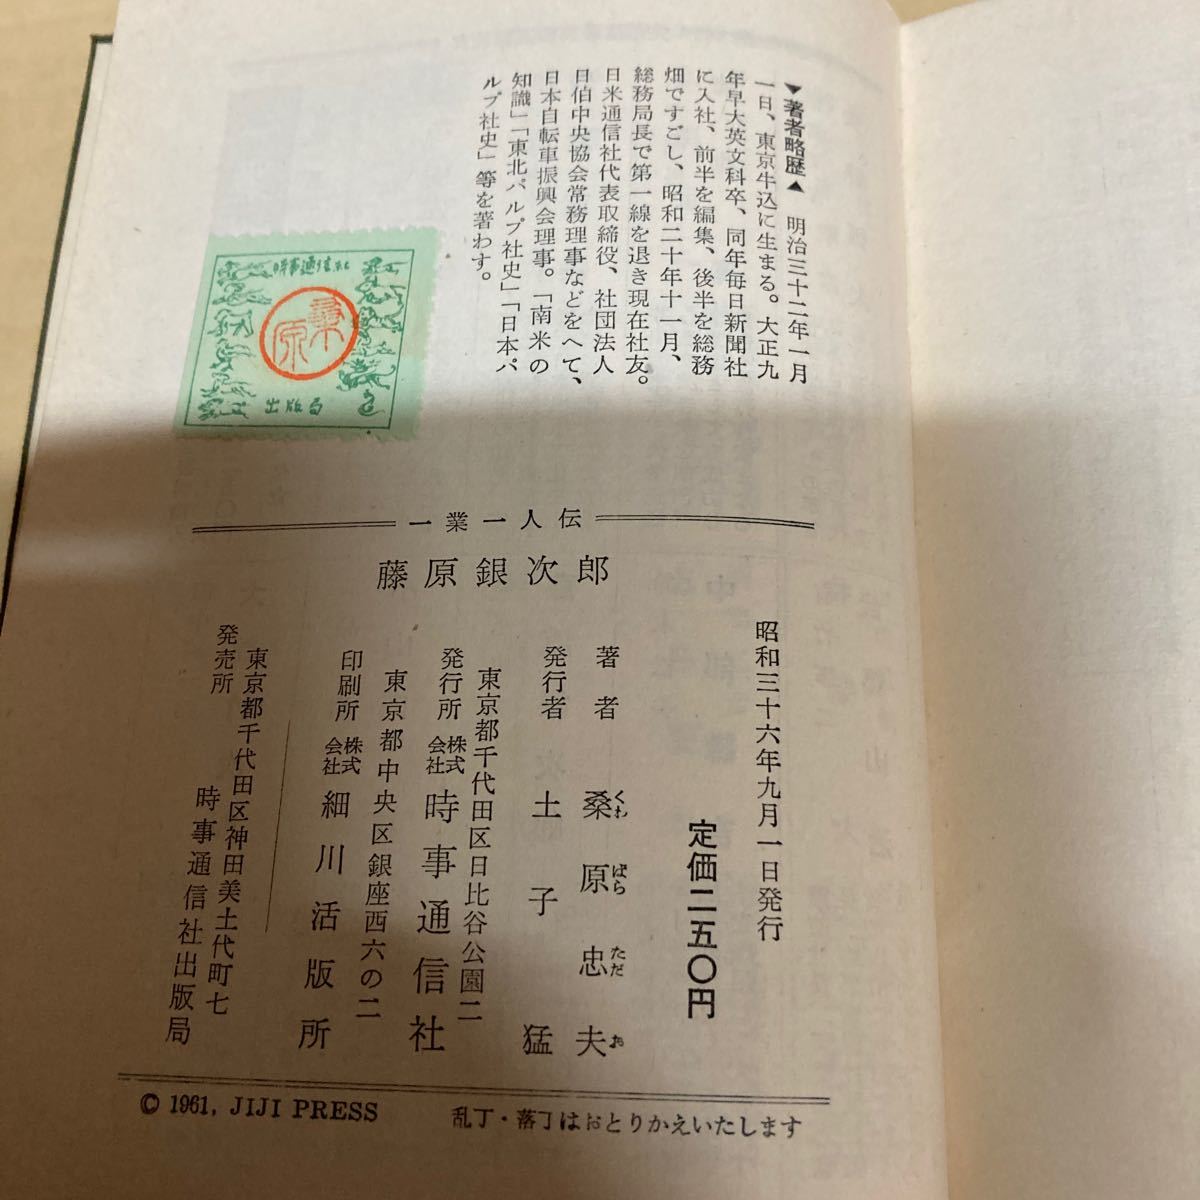 ▼著者略歴▲ 明治三十二年一月
一日、東京牛込に生まる。大正九
年早大英文科卒、同年毎日新聞社
に入社、前半を編集、後半を総務
畑ですごし、昭和二十年十一月、
総務局長で第一線を退き現在社友。
日米通信社代表取締役、社団法人
日伯中央協会常務理事などをへて、
日本自転車振興会理事。「南米の
知識」「東北パルプ社史」「日本パ
ルプ社史」等を著わす。
時事通信社
桑原
出版局
一業一人伝
藤原銀次郎
昭和三十六年九月一日発行
定価二五〇円
著者 桑原忠夫
くわ ばら ただ お
発行者 土子猛
東京都千代田区日比谷公園二
発行所 株式会社 時事通信社
東京都中央区銀座西六の二
印刷所 株式会社 細川活版所
東京都千代田区神田美土代町七
発売所 時事通信社出版局
© 1961, JIJI PRESS
乱丁・落丁はおとりかえいたします